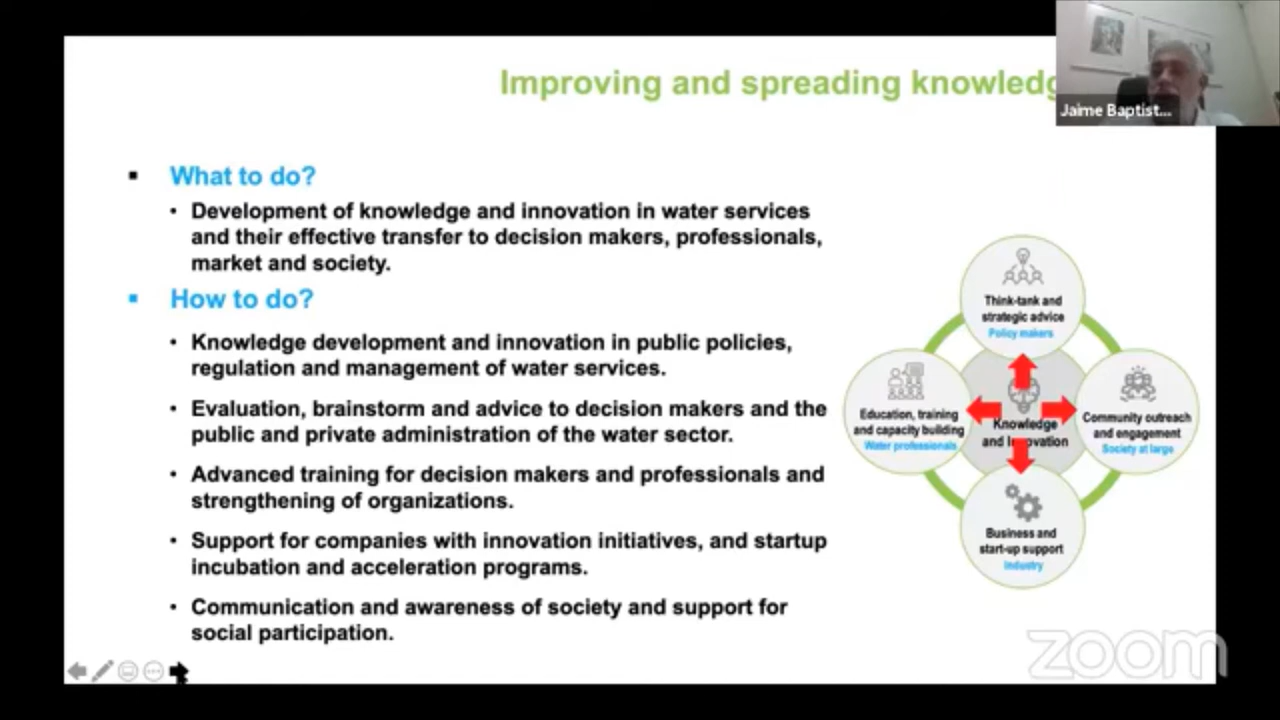 Improving and spreading knowledg
Jaime Baptist...
What to do?
Development of knowledge and innovation in water services
and their effective transfer to decision makers, professionals,
market and society.
How to do?
Knowledge development and innovation in public policies,
regulation and management of water services.
Evaluation, brainstorm and advice to decision makers and the
public and private administration of the water sector.
Advanced training for decision makers and professionals and
strengthening of organizations.
Support for companies with innovation initiatives, and startup
incubation and acceleration programs.
Communication and awareness of society and support for
social participation.
Think-tank and
strategic advice
Policy makers
Education, training
and capacity building
Water professionals
Knowledge
and In ovation
Community outreach
and engagement
Society at large
Business and
start-up support
Industry
zoom